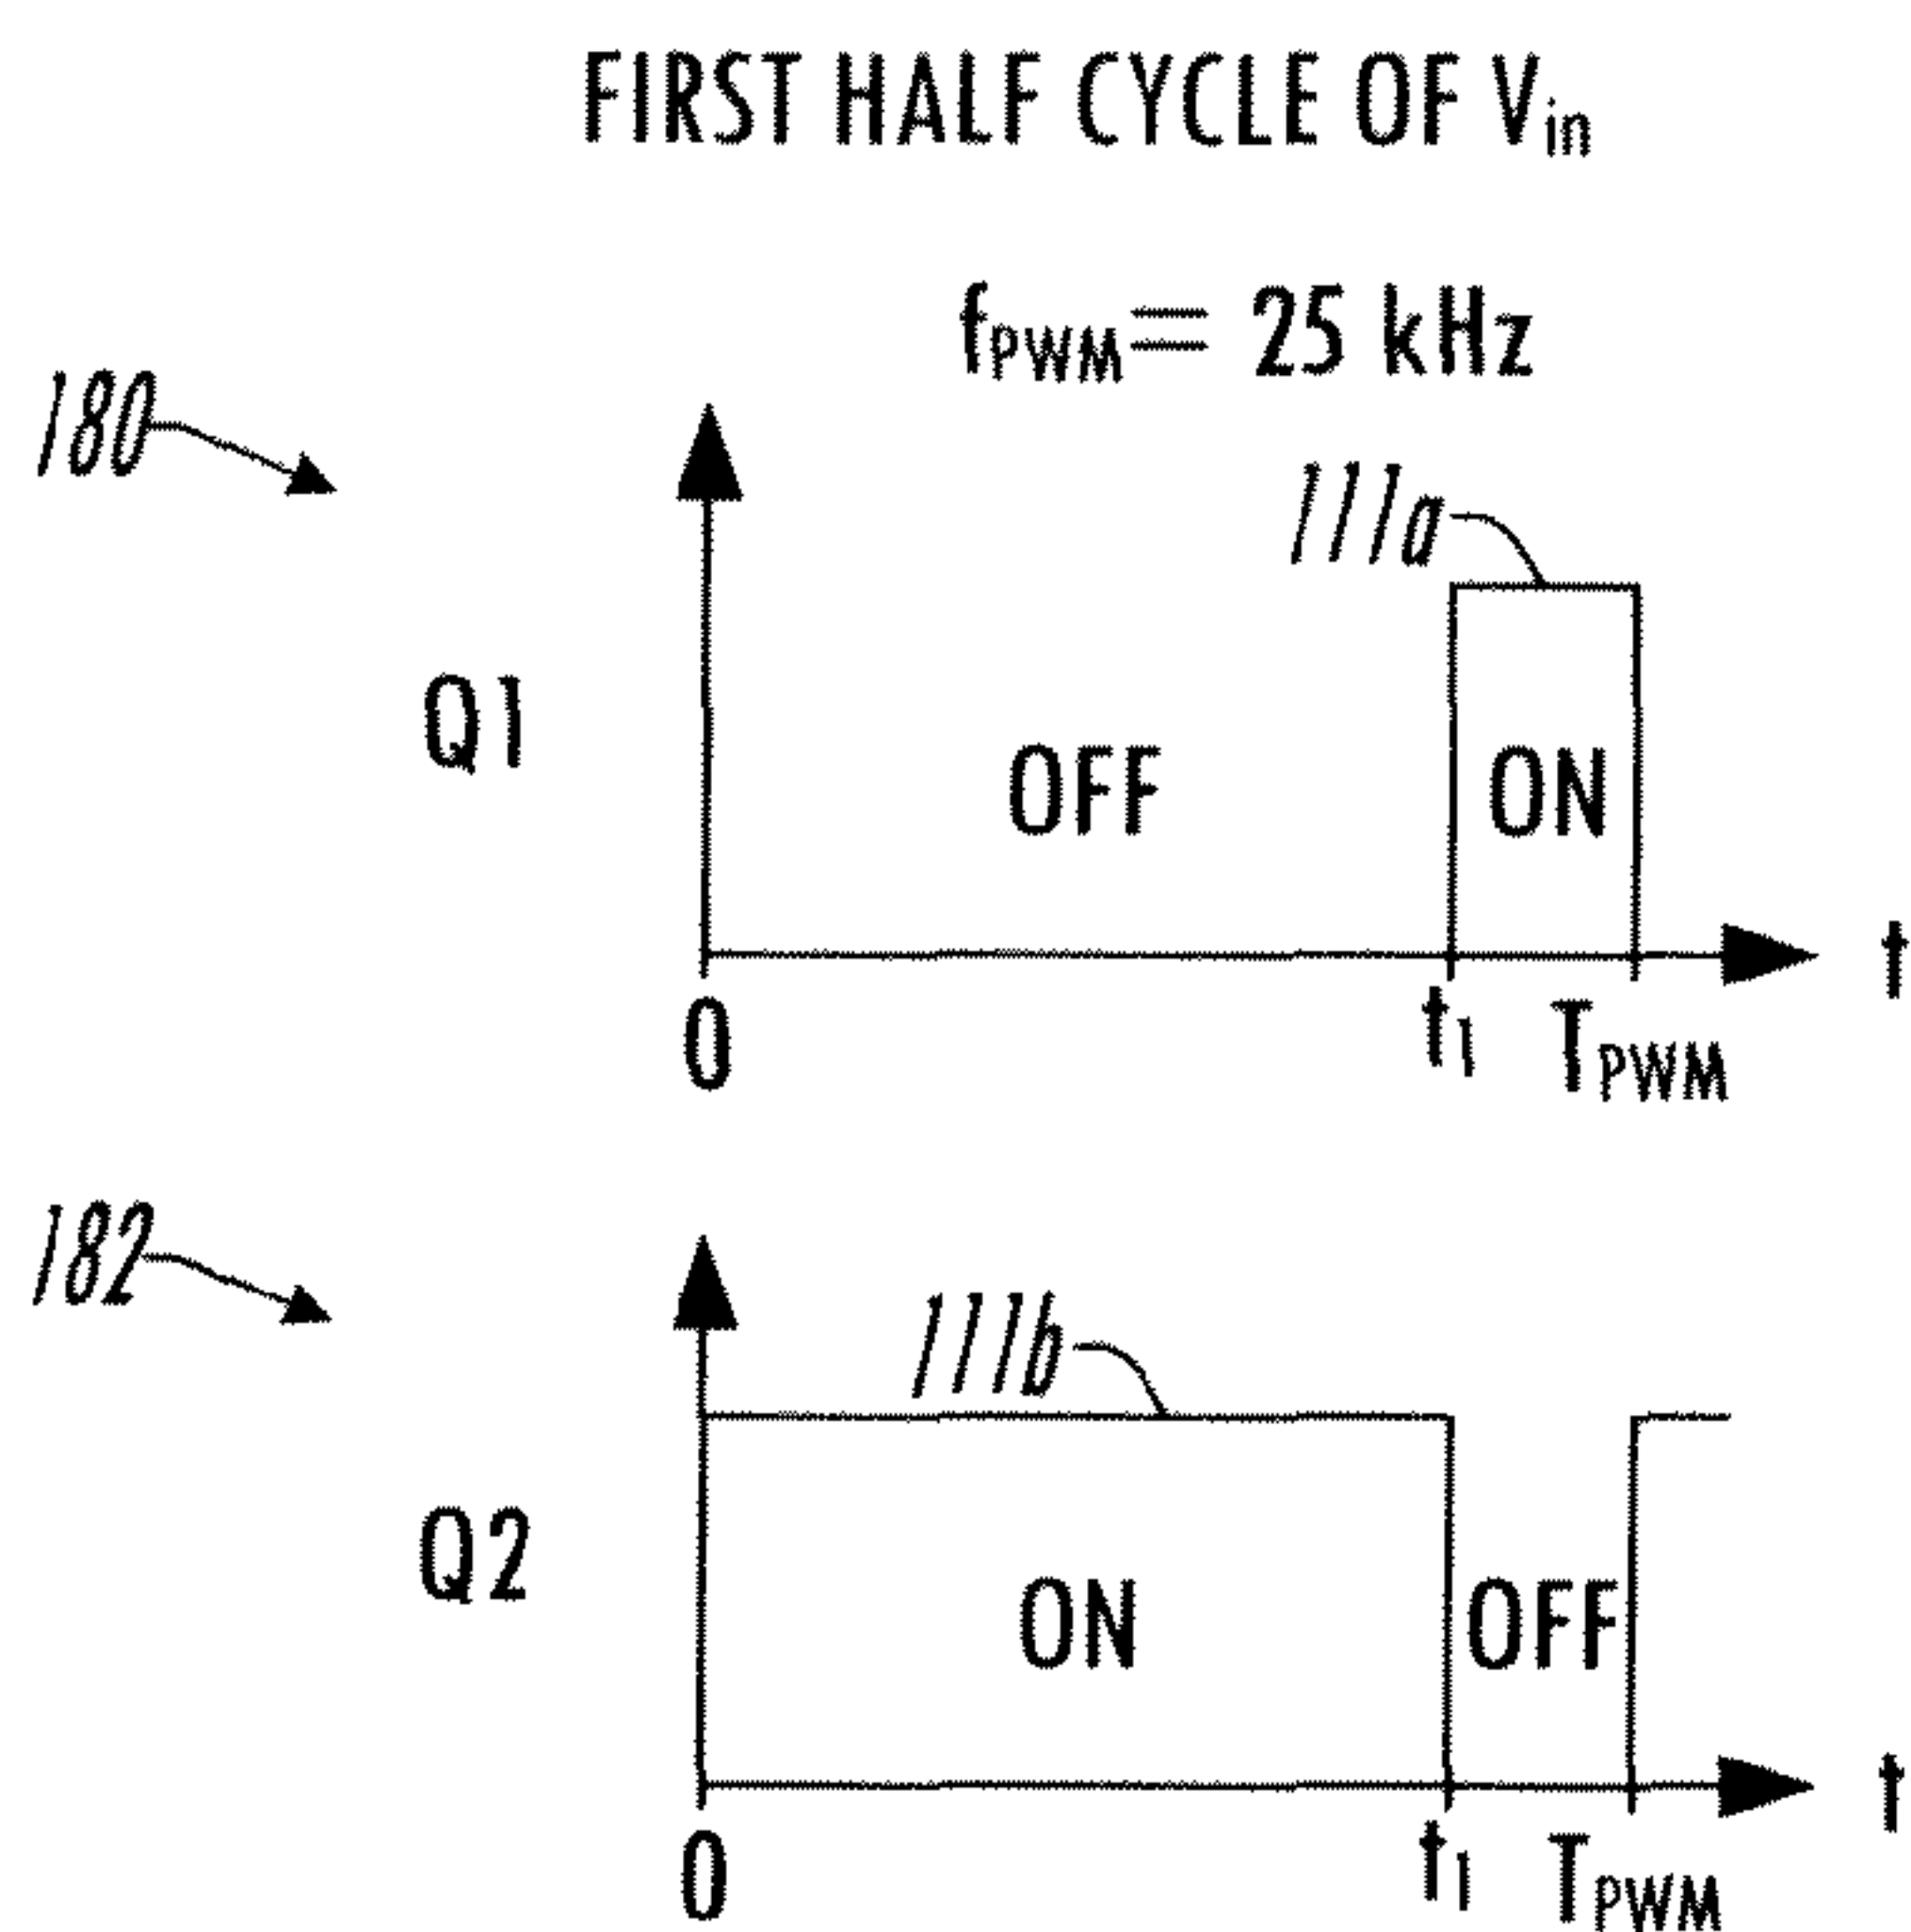 FIRST HALF CYCLE OF Vin
fPWM= 25 kHz
180
111a
Q1
OFF ON
t
0 t1 TPWM
182
111b
Q2
ON OFF
t
0 t1 TPWM